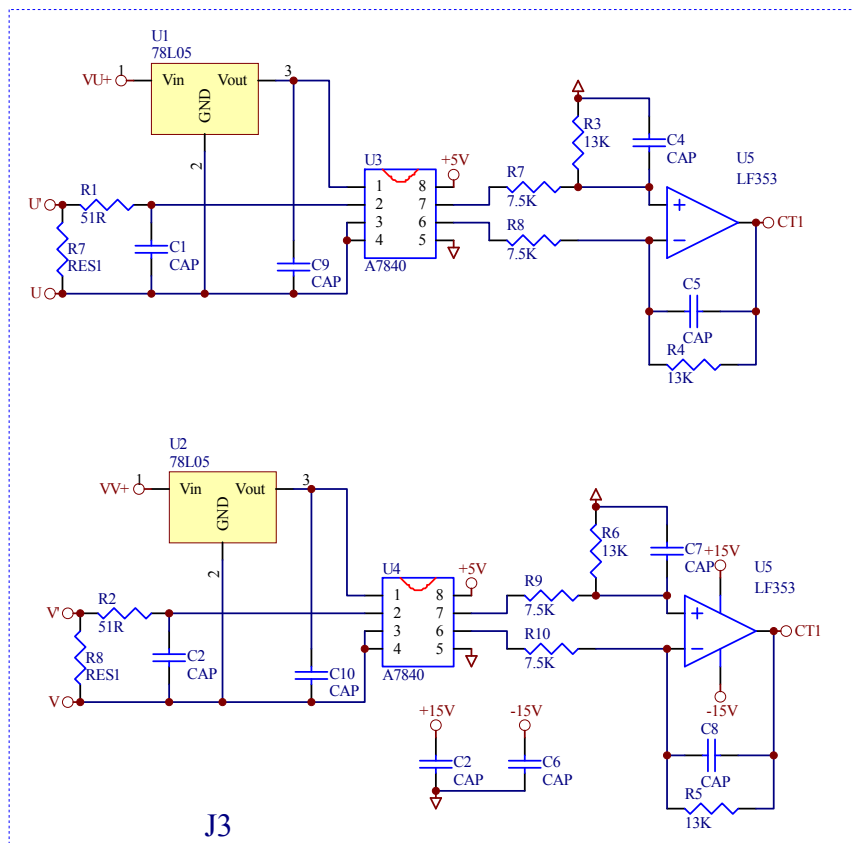 U1
78L05
VU+
1
Vin
Vout
3
GND
2
R3
13K
C4
CAP
U5
LF353
U3
+5V
R7
7.5K
1
8
2
7
3
6
4
5
A7840
R8
7.5K
CT1
U'
R1
51R
R7
RES1
C1
CAP
U
C9
CAP
C5
CAP
R4
13K
U2
78L05
VV+
1
Vin
Vout
3
GND
2
R6
13K
C7
CAP
+15V
U5
LF353
U4
+5V
R9
7.5K
1
8
2
7
3
6
4
5
A7840
R10
7.5K
CT1
-15V
V'
R2
51R
R8
RES1
C2
CAP
V
C10
CAP
+15V
-15V
C2
CAP
C6
CAP
C8
CAP
R5
13K
J3